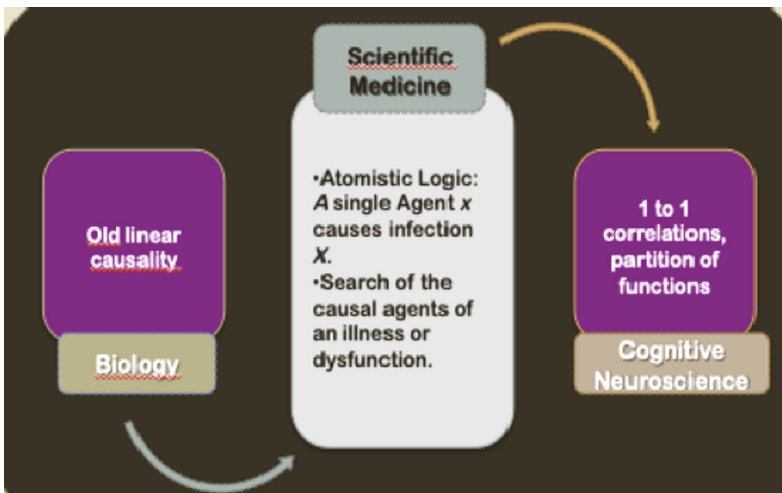 Scientific
Medicine
Old linear
causality
Biology
•Atomistic Logic:
A single Agent x
causes infection
X.
•Search of the
causal agents of
an illness or
dysfunction.
1 to 1
correlations,
partition of
functions
Cognitive
Neuroscience